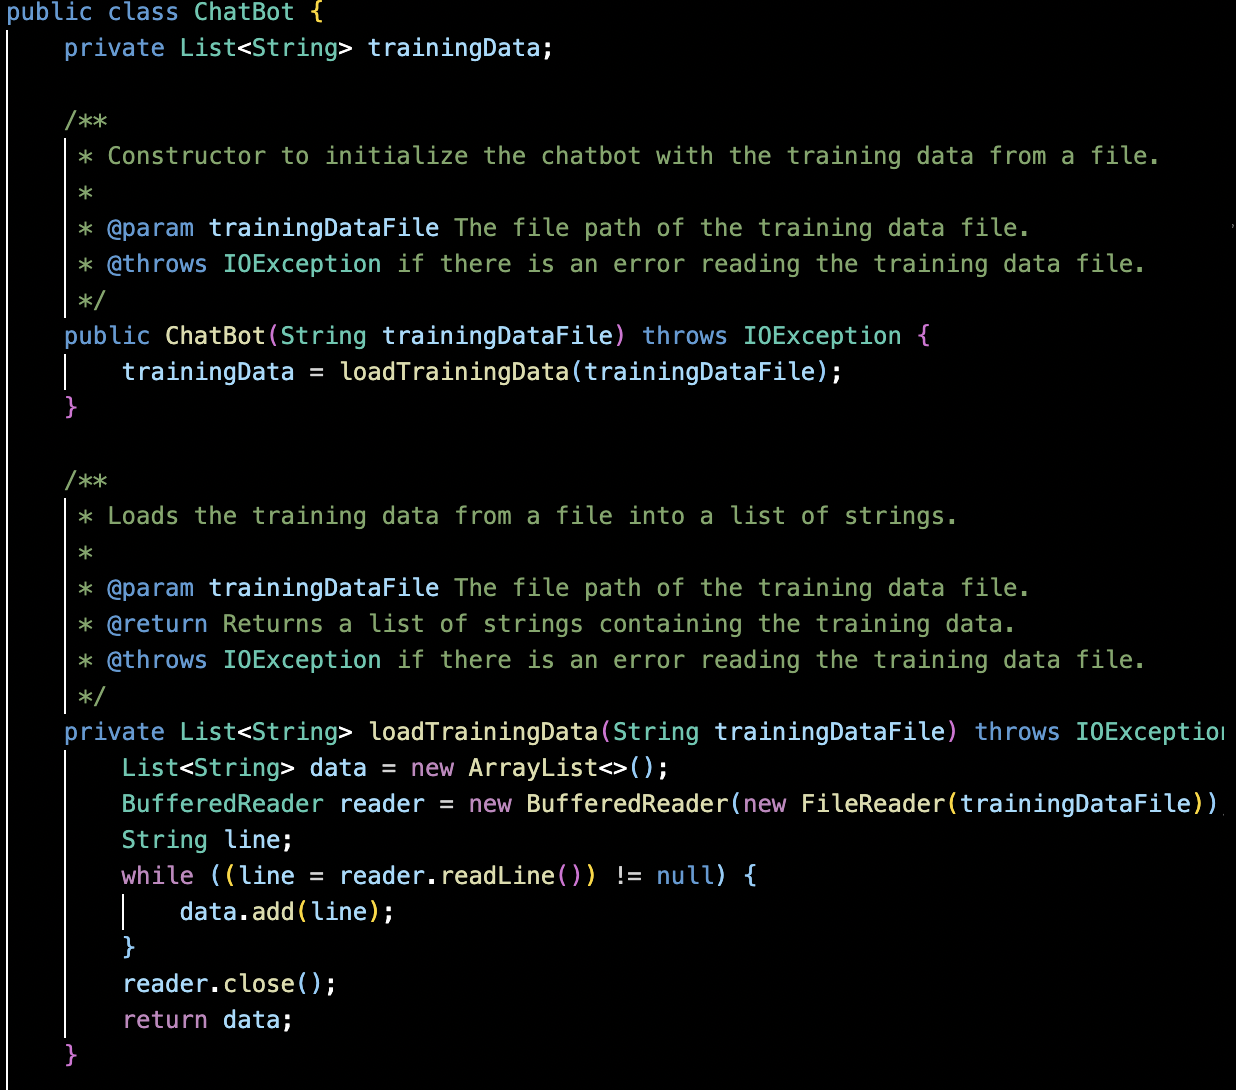 public class ChatBot {
    private List<String> trainingData;

    /**
     * Constructor to initialize the chatbot with the training data from a file.
     *
     * @param trainingDataFile The file path of the training data file.
     * @throws IOException if there is an error reading the training data file.
     */
    public ChatBot(String trainingDataFile) throws IOException {
        trainingData = loadTrainingData(trainingDataFile);
    }

    /**
     * Loads the training data from a file into a list of strings.
     *
     * @param trainingDataFile The file path of the training data file.
     * @return Returns a list of strings containing the training data.
     * @throws IOException if there is an error reading the training data file.
     */
    private List<String> loadTrainingData(String trainingDataFile) throws IOException
        List<String> data = new ArrayList<>();
        BufferedReader reader = new BufferedReader(new FileReader(trainingDataFile))
        String line;
        while ((line = reader.readLine()) != null) {
            data.add(line);
        }
        reader.close();
        return data;
    }